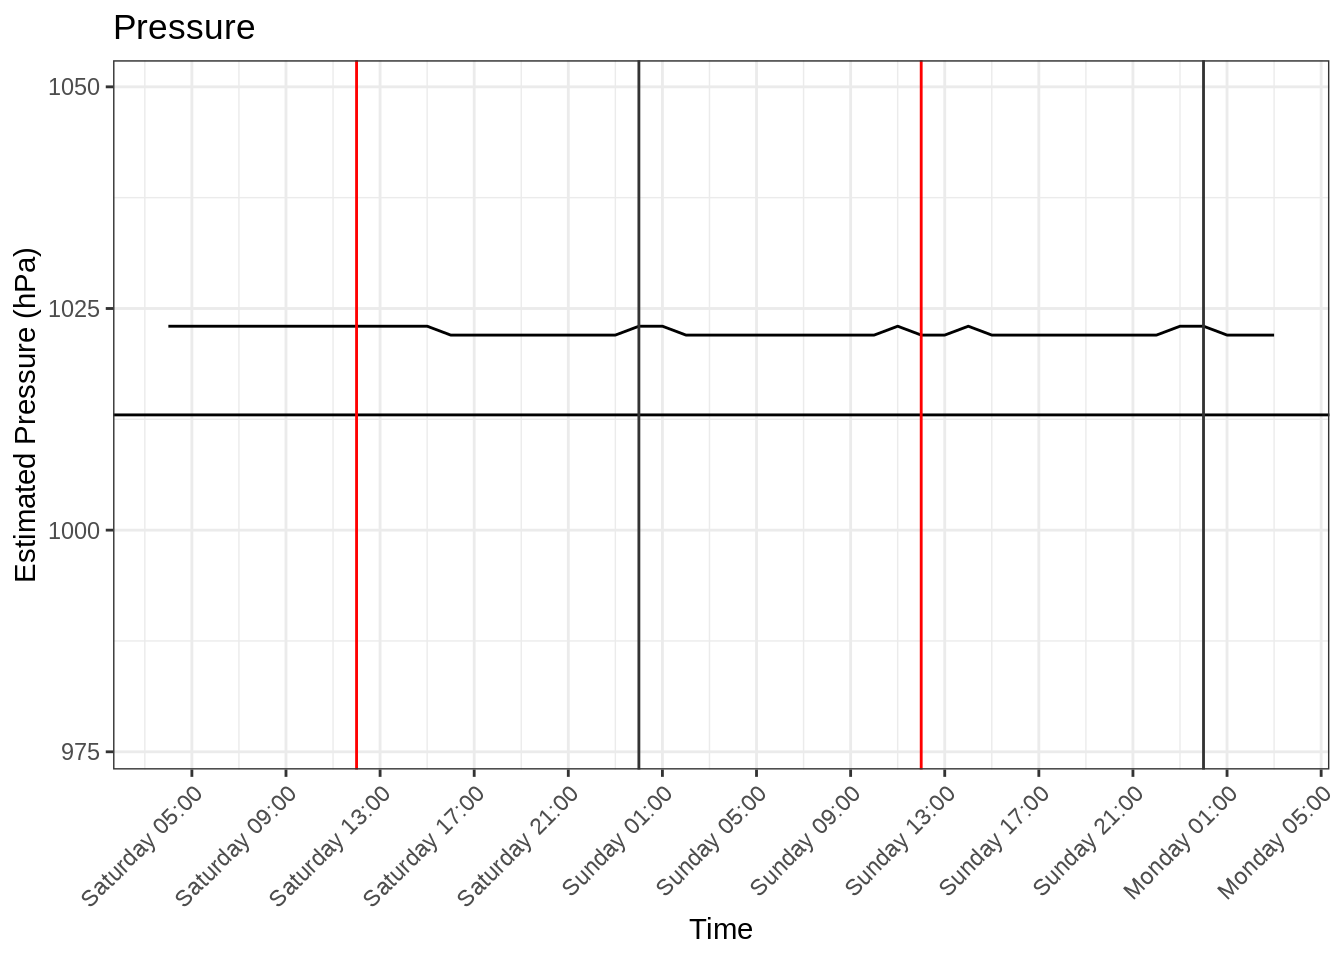 Pressure
Estimated Pressure (hPa)
1050
1025
1000
975
Saturday 05:00
Saturday 09:00
Saturday 13:00
Saturday 17:00
Saturday 21:00
Sunday 01:00
Sunday 05:00
Sunday 09:00
Sunday 13:00
Sunday 17:00
Sunday 21:00
Monday 01:00
Monday 05:00
Time